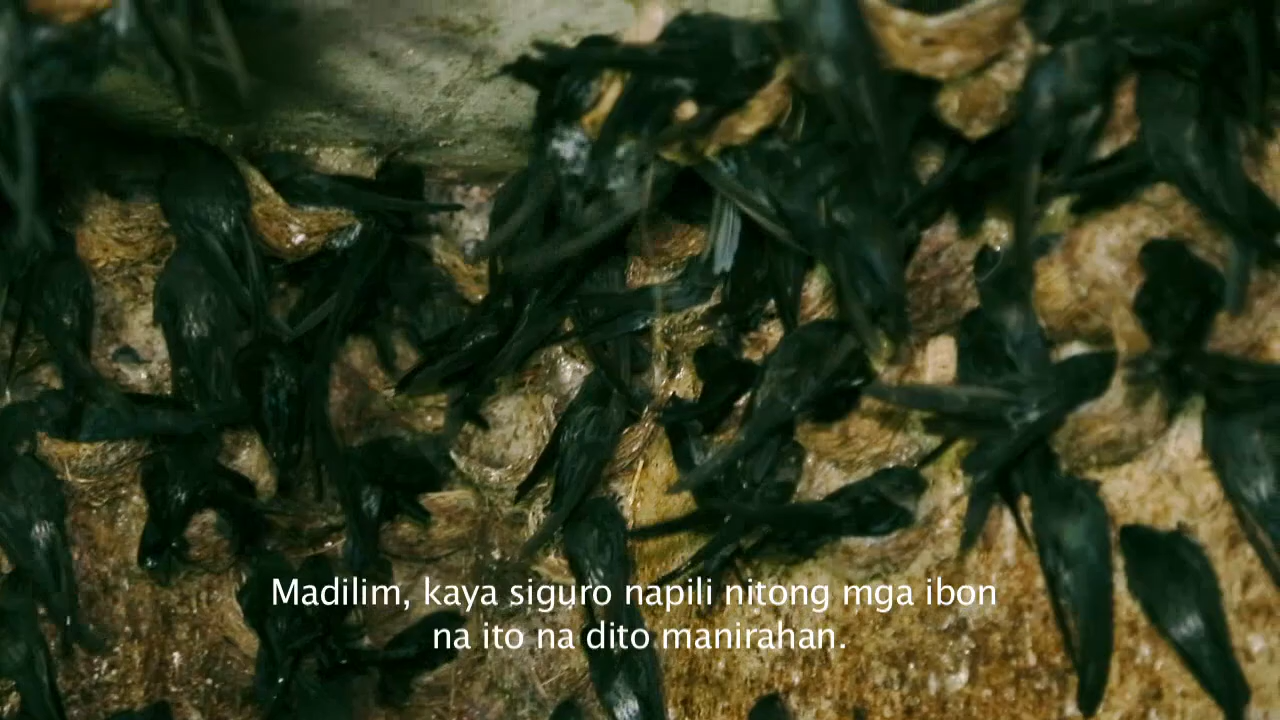 Madilim, kaya siguro napili nitong mga ibon
na ito na dito manirahan.